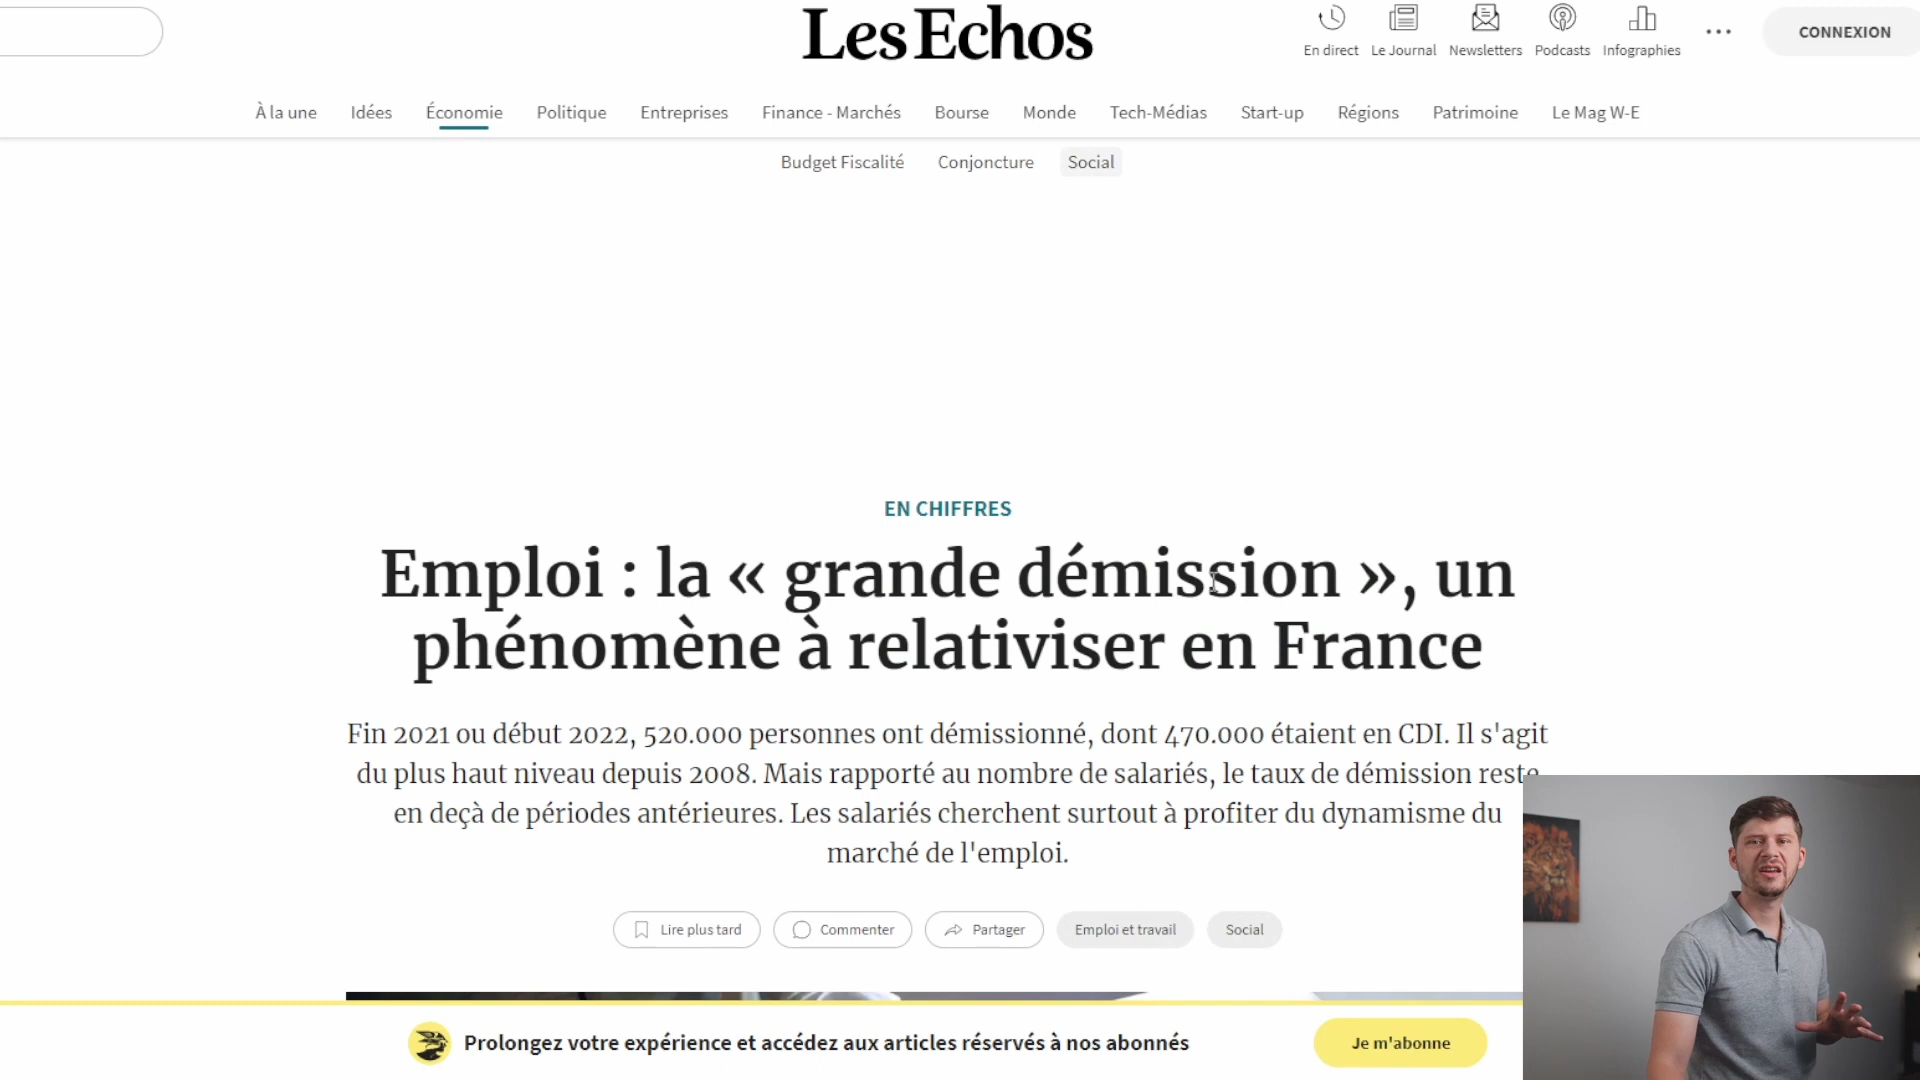 Les Echos
En direct
Le Journal
Newsletters
Podcasts
Infographies
CONNEXION
À la une
Idées
Économie
Politique
Entreprises
Finance - Marchés
Bourse
Monde
Tech-Médias
Start-up
Régions
Patrimoine
Le Mag W-E
Budget Fiscalité
Conjoncture
Social
EN CHIFFRES
Emploi : la « grande démission », un
phénomène à relativiser en France
Fin 2021 ou début 2022, 520.000 personnes ont démissionné, dont 470.000 étaient en CDI. Il s'agit
du plus haut niveau depuis 2008. Mais rapporté au nombre de salariés, le taux de démission reste
en deçà de périodes antérieures. Les salariés cherchent surtout à profiter du dynamisme du
marché de l'emploi.
Lire plus tard
Commenter
Partager
Emploi et travail
Social
Prolongez votre expérience et accédez aux articles réservés à nos abonnés
Je m'abonne